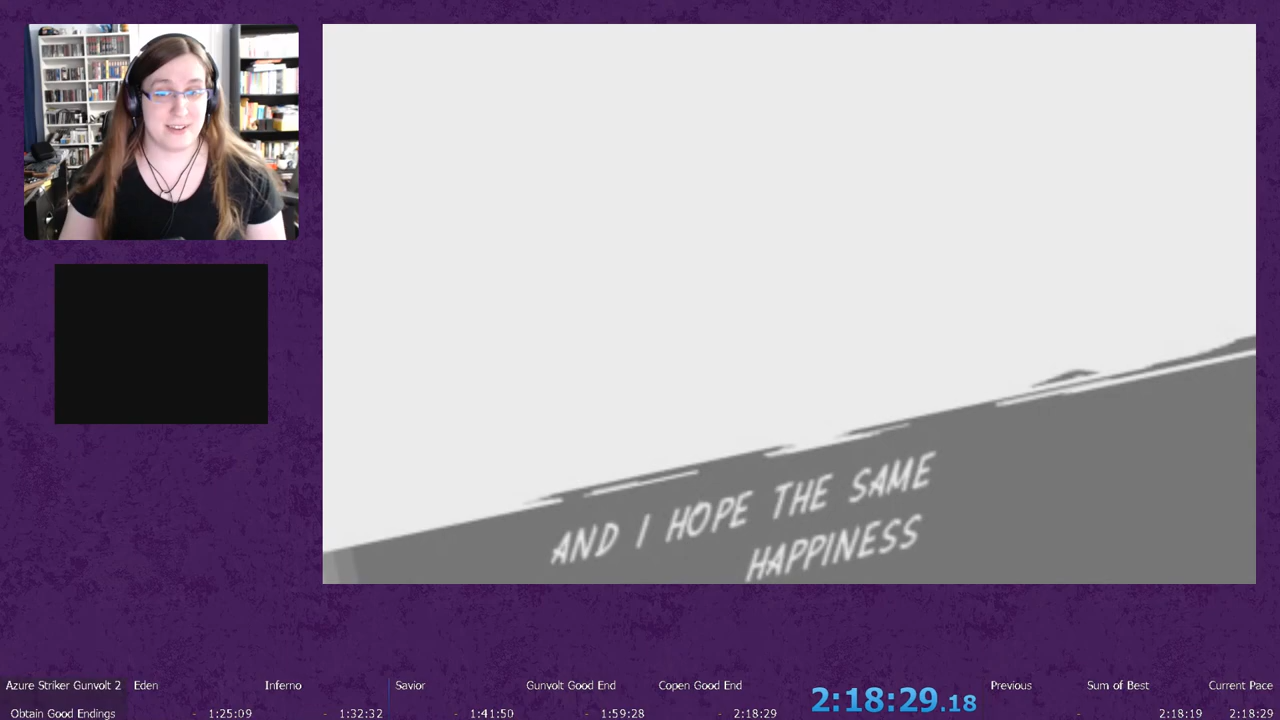 AND I HOPE THE SAME
HAPPINESS
Azure Striker Gunvolt 2 Eden Inferno Savior Gunvolt Good End Copen Good End 2:18:29.18 Previous Sum of Best Current Pace
Obtain Good Endings - 1:25:09 - 1:32:32 - 1:41:50 - 1:59:28 - 2:18:29 - 2:18:19 2:18:29